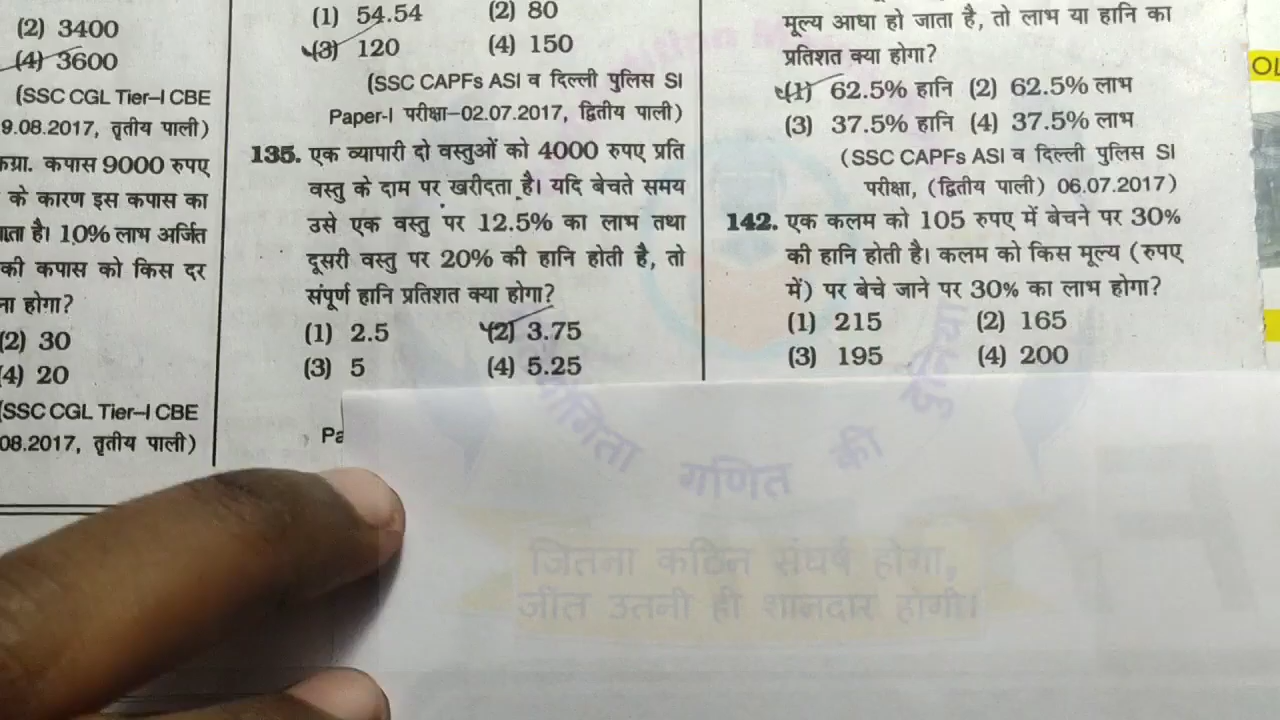 (2) 3400
(4) 3600
(SSC CGL Tier–I CBE
9.08.2017, तृतीय पाली)
कपास 9000 रुपए
के कारण इस कपास का
है। 10% लाभ अर्जित
की कपास को किस दर
होगा?
(2) 30
(4) 20
(SSC CGL Tier–I CBE
08.2017, तृतीय पाली)
(1) 54.54 (2) 80
(3) 120 (4) 150
(SSC CAPFs ASI व दिल्ली पुलिस SI
Paper-I परीक्षा–02.07.2017, द्वितीय पाली)
135. एक व्यापारी दो वस्तुओं को 4000 रुपए प्रति
वस्तु के दाम पर खरीदता है। यदि बेचते समय
उसे एक वस्तु पर 12.5% का लाभ तथा
दूसरी वस्तु पर 20% की हानि होती है, तो
संपूर्ण हानि प्रतिशत क्या होगा?
(1) 2.5 (2) 3.75
(3) 5 (4) 5.25
Pa
मूल्य आधा हो जाता है, तो लाभ या हानि का
प्रतिशत क्या होगा?
(1) 62.5% हानि (2) 62.5% लाभ
(3) 37.5% हानि (4) 37.5% लाभ
(SSC CAPFs ASI व दिल्ली पुलिस SI
परीक्षा, (द्वितीय पाली) 06.07.2017)
142. एक कलम को 105 रुपए में बेचने पर 30%
की हानि होती है। कलम को किस मूल्य (रुपए
में) पर बेचे जाने पर 30% का लाभ होगा?
(1) 215 (2) 165
(3) 195 (4) 200
OL
गणित की दुनिया
जितना कठिन संघर्ष होगा,
जीत उतनी ही शानदार होगी।